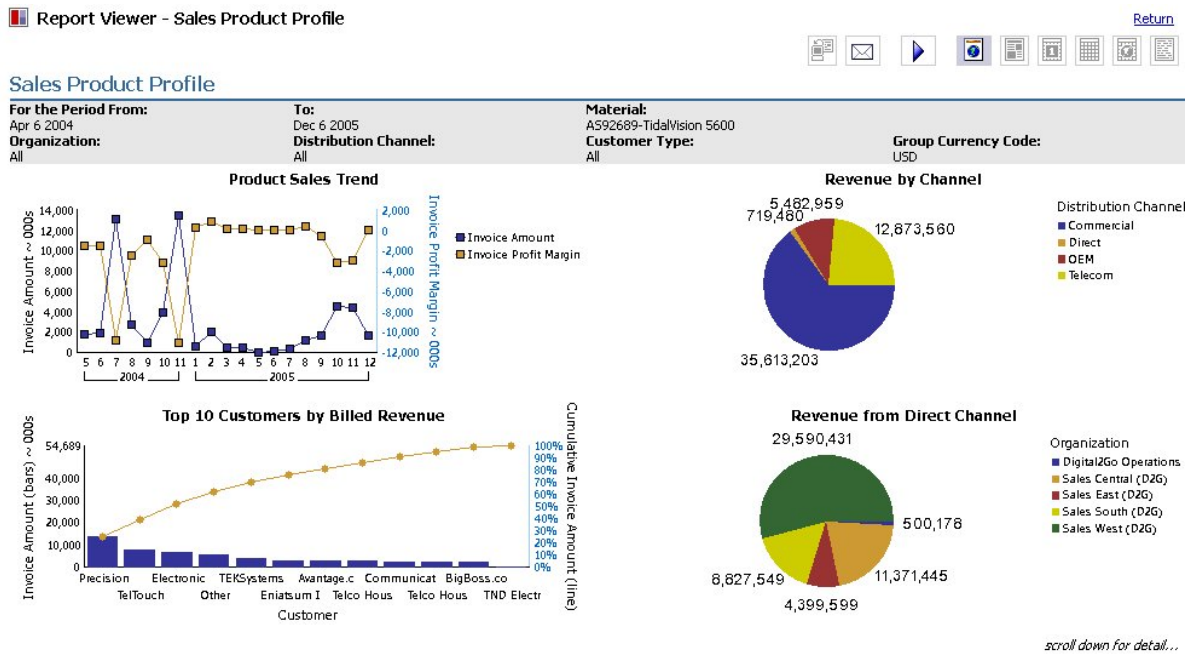 Report Viewer - Sales Product Profile
Return
Sales Product Profile
For the Period From: To: Material:
Apr 6 2004 Dec 6 2005 AS92689-TidalVision 5600
Organization: Distribution Channel: Customer Type: Group Currency Code:
All All All USD
Product Sales Trend
Invoice Amount ~ 000s
14,000
12,000
10,000
8,000
6,000
4,000
2,000
0
2,000
0
-2,000
-4,000
-6,000
-8,000
-10,000
-12,000
Invoice Profit Margin ~ 000s
5 6 7 8 9 10 11 1 2 3 4 5 6 7 8 9 10 11 12
2004 2005
Invoice Amount
Invoice Profit Margin
Revenue by Channel
5,482,959
719,480
12,873,560
35,613,203
Distribution Channel
Commercial
Direct
OEM
Telecom
Top 10 Customers by Billed Revenue
Invoice Amount (bars) ~ 000s
54,689
40,000
30,000
20,000
10,000
0
100%
90%
80%
70%
60%
50%
40%
30%
20%
10%
0%
Cumulative Invoice Amount (line)
Precision Electronic TEKSystems Avantage.c Communicat BigBoss.co
TelTouch Other Eniatsum I Telco Hous Telco Hous TND Electr
Customer
Revenue from Direct Channel
29,590,431
500,178
11,371,445
4,399,599
8,827,549
Organization
Digital2Go Operations
Sales Central (D2G)
Sales East (D2G)
Sales South (D2G)
Sales West (D2G)
scroll down for detail...